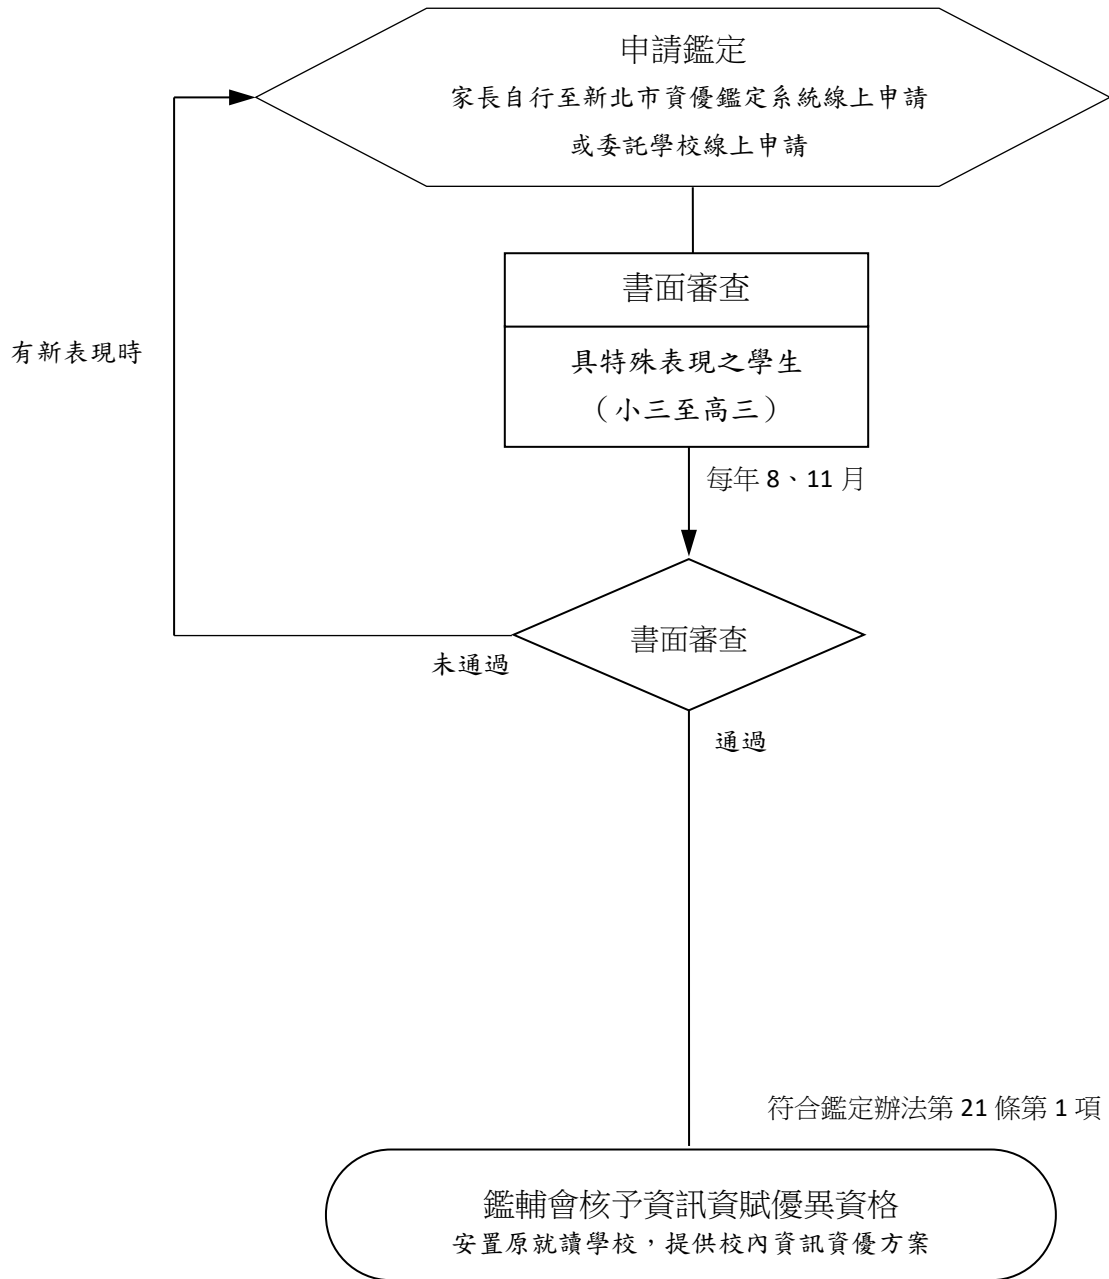 申請鑑定
家長自行至新北市資優鑑定系統線上申請
或委託學校線上申請
書面審查
具特殊表現之學生
（小三至高三）
有新表現時
每年 8、11 月
書面審查
未通過
通過
符合鑑定辦法第 21 條第 1 項
鑑輔會核予資訊資賦優異資格
安置原就讀學校，提供校內資訊資優方案